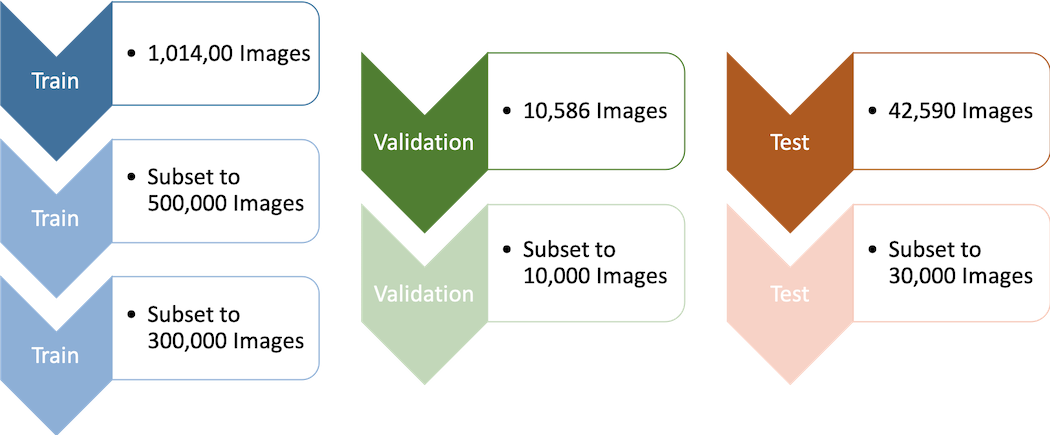 Train
• 1,014,00 Images
Train
• Subset to
500,000 Images
Train
• Subset to
300,000 Images
Validation
• 10,586 Images
Validation
• Subset to
10,000 Images
Test
• 42,590 Images
Test
• Subset to
30,000 Images